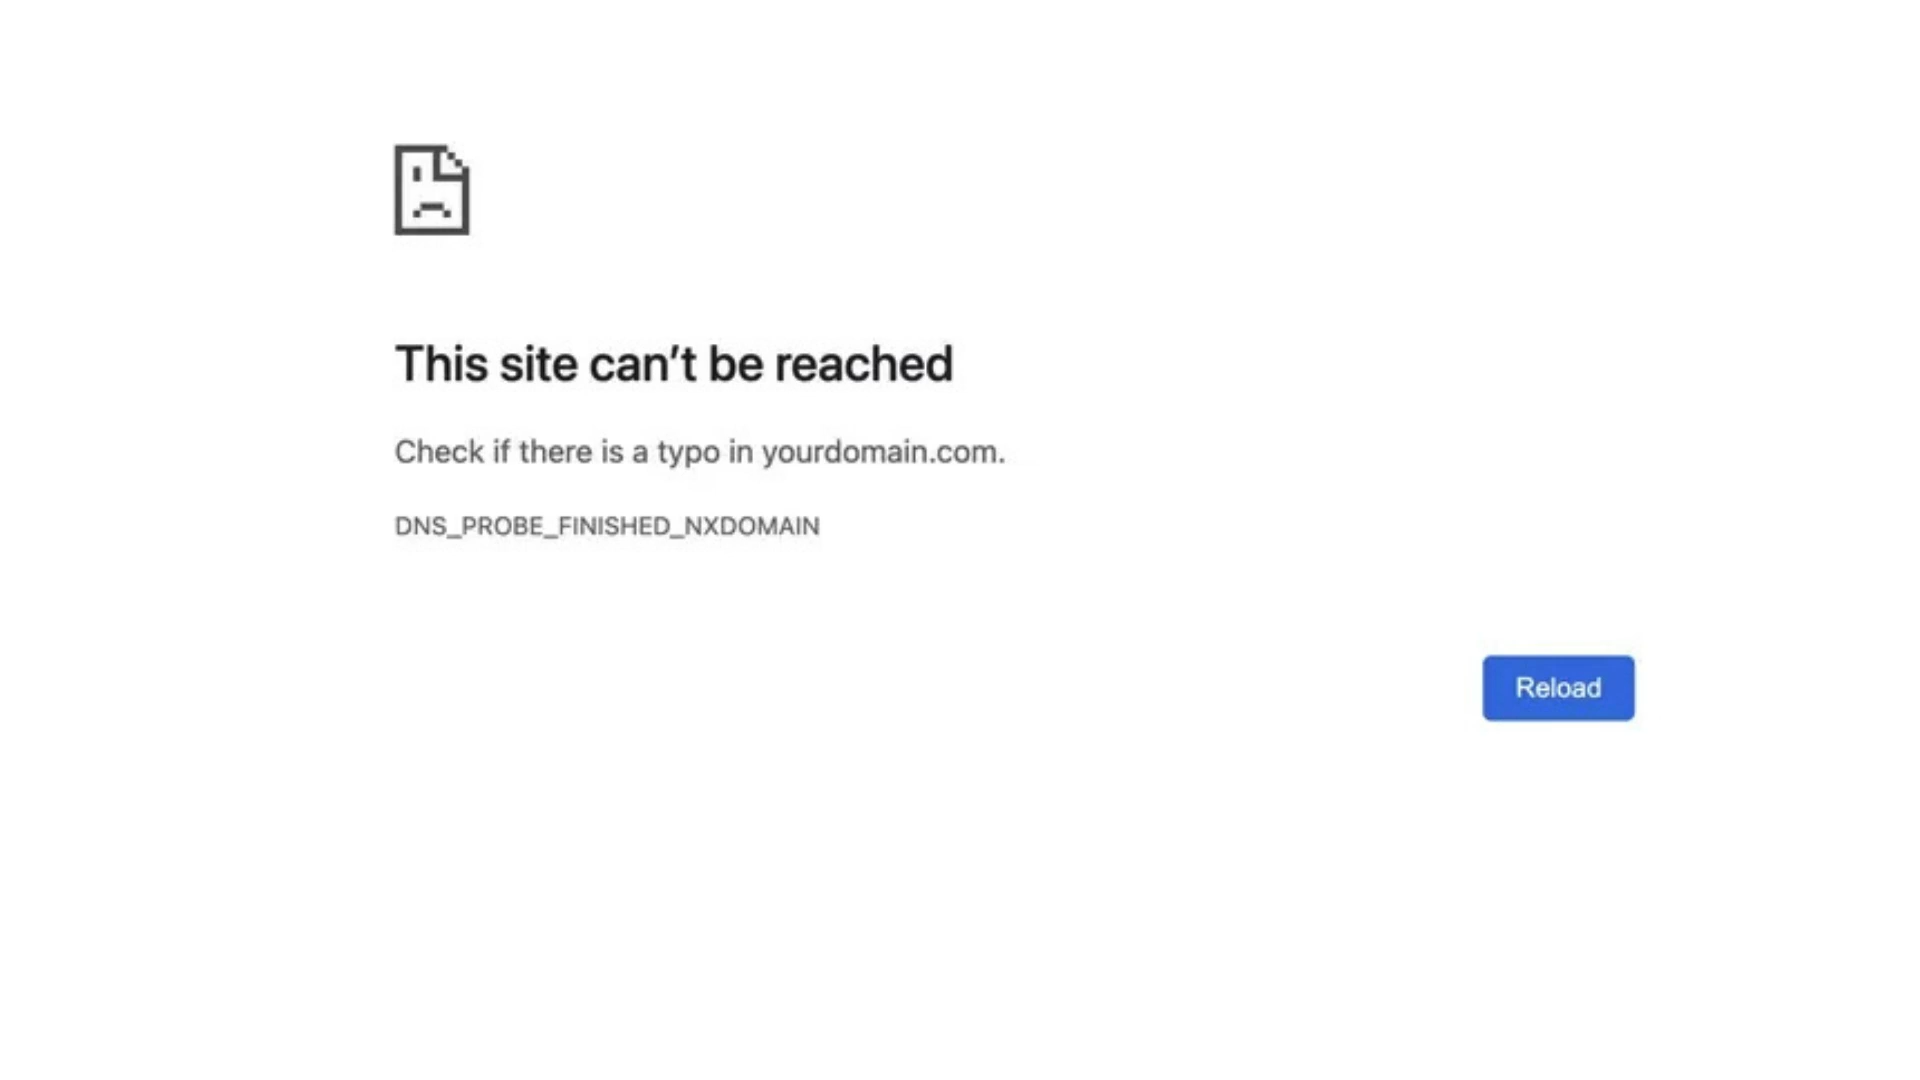 This site can’t be reached
Check if there is a typo in yourdomain.com.
DNS_PROBE_FINISHED_NXDOMAIN
Reload